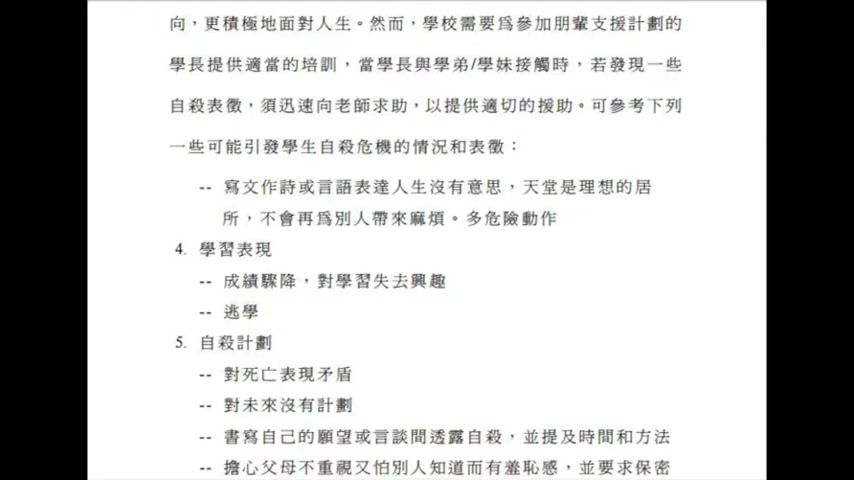 向，更積極地面對人生。然而，學校需要爲參加朋輩支援計劃的
學長提供適當的培訓，當學長與學弟/學妹接觸時，若發現一些
自殺表徵，須迅速向老師求助，以提供適切的援助。可參考下列
一些可能引發學生自殺危機的情況和表徵：
-- 寫文作詩或言語表達人生沒有意思，天堂是理想的居
所，不會再爲別人帶來麻煩。多危險動作
4. 學習表現
-- 成績驟降，對學習失去興趣
-- 逃學
5. 自殺計劃
-- 對死亡表現矛盾
-- 對未來沒有計劃
-- 書寫自己的願望或言談間透露自殺，並提及時間和方法
-- 擔心父母不重視又怕別人知道而有羞恥感，並要求保密